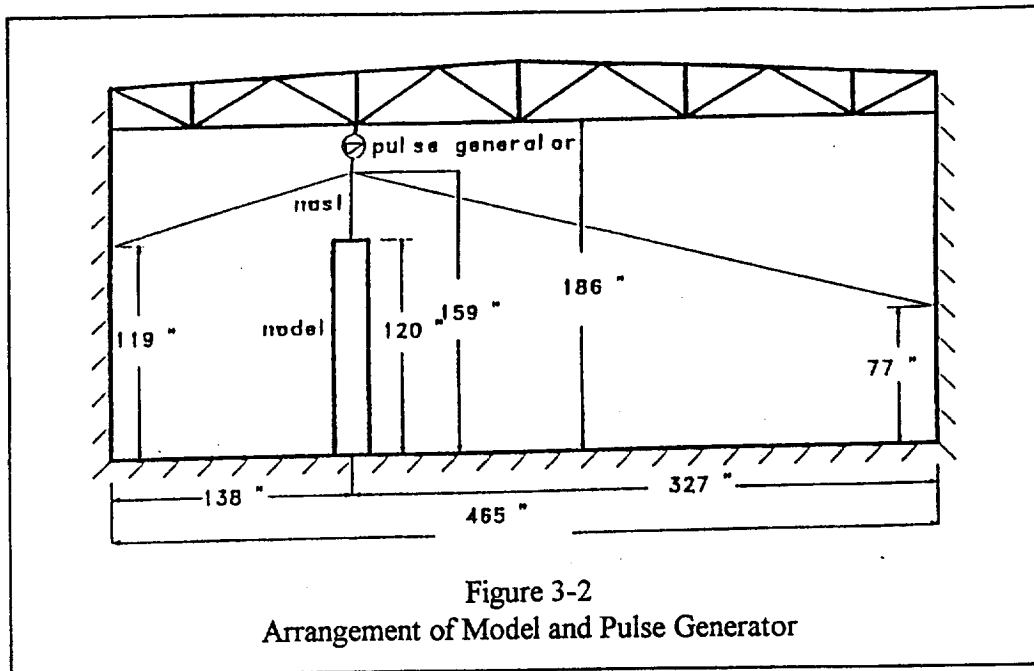 pulse generator
mast
model
119 "
120 "
159 "
186 "
77 "
138 "
327 "
465 "
Figure 3-2
Arrangement of Model and Pulse Generator